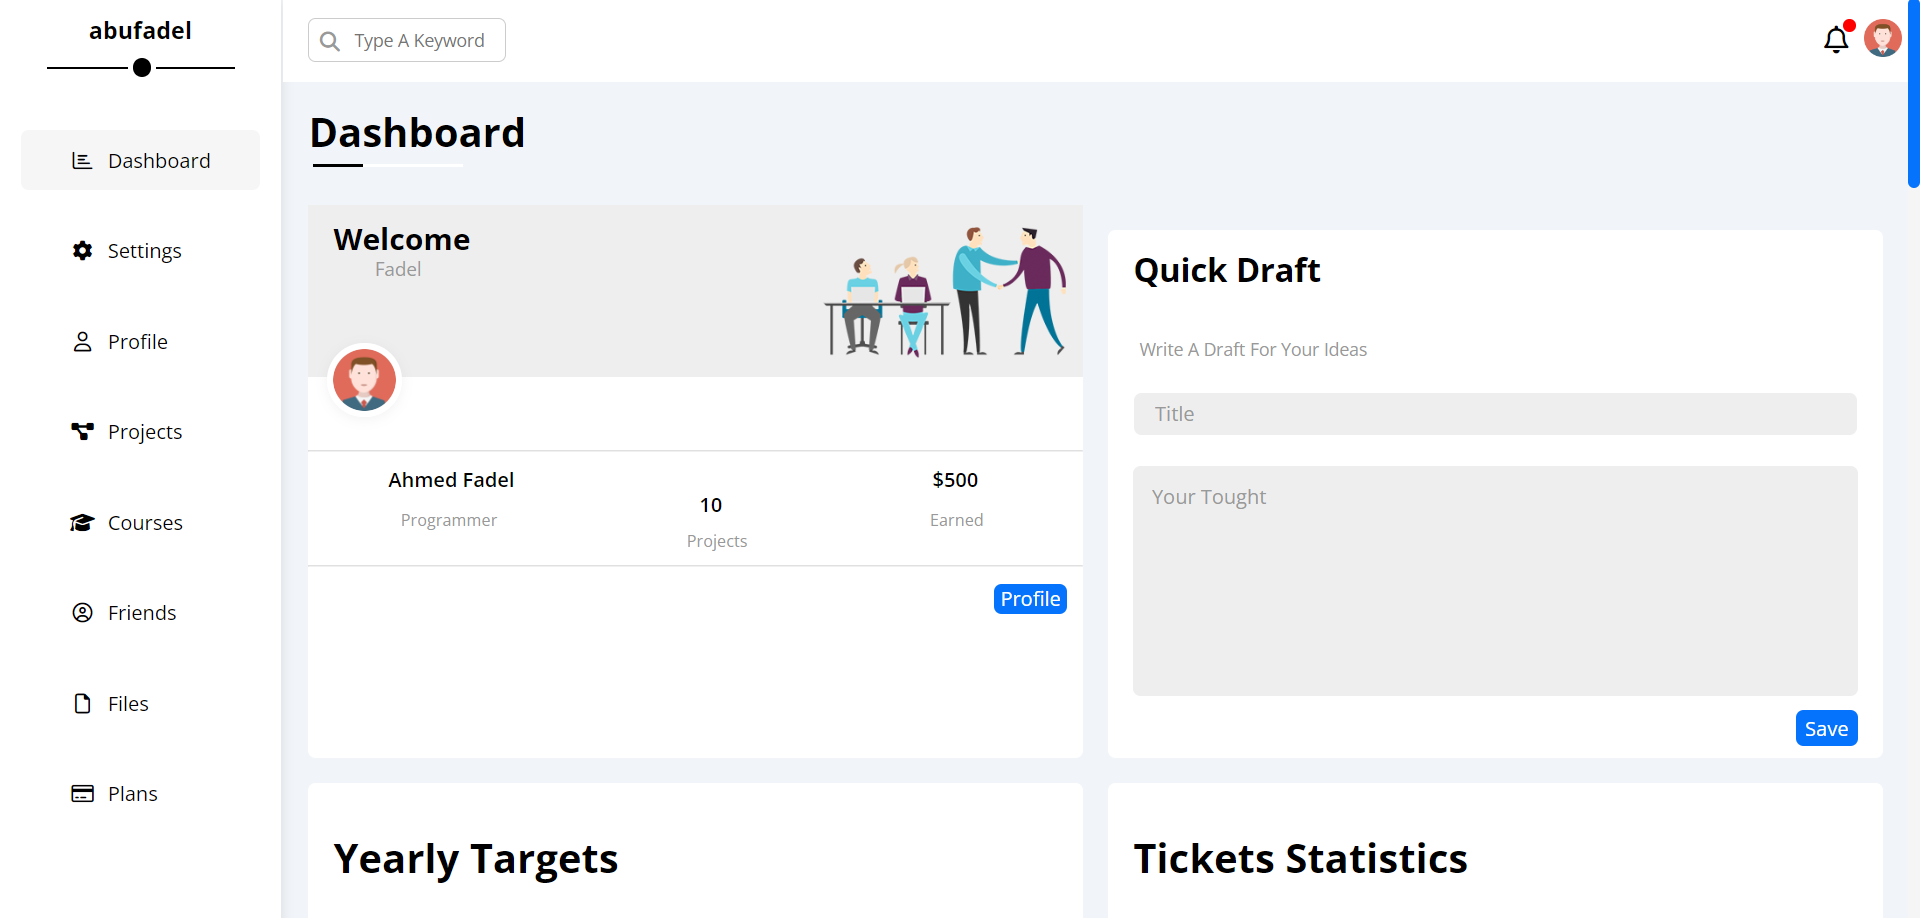 abufadel
Type A Keyword
Dashboard
Settings
Profile
Projects
Courses
Friends
Files
Plans
Dashboard
Welcome
Fadel
Ahmed Fadel
Programmer
10
Projects
$500
Earned
Profile
Quick Draft
Write A Draft For Your Ideas
Title
Your Tought
Save
Yearly Targets
Tickets Statistics